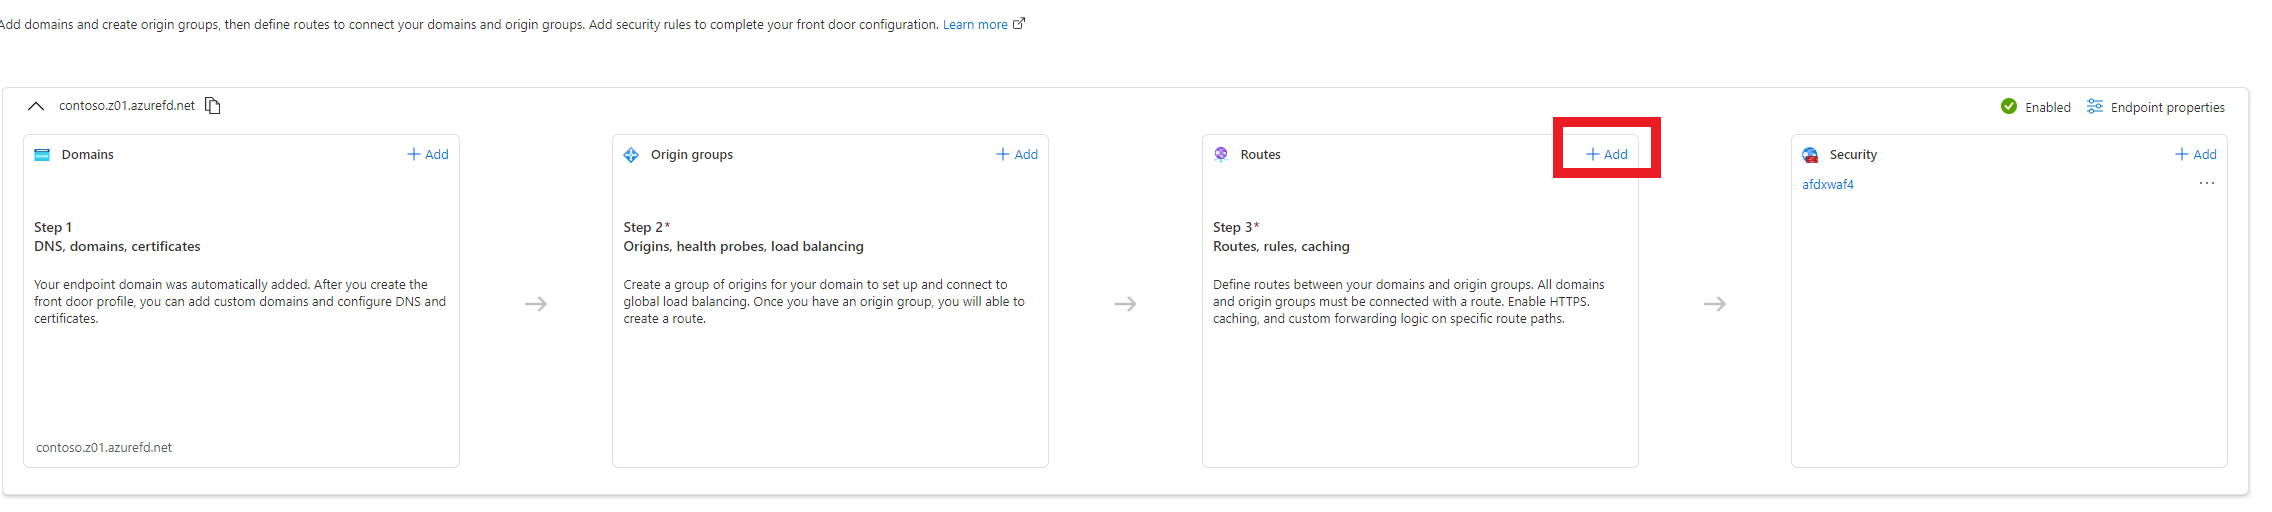 Add domains and create origin groups, then define routes to connect your domains and origin groups. Add security rules to complete your front door configuration. Learn more
contoso.z01.azurefd.net
Enabled
Endpoint properties
Domains
+ Add
Step 1
DNS, domains, certificates
Your endpoint domain was automatically added. After you create the
front door profile, you can add custom domains and configure DNS and
certificates.
contoso.z01.azurefd.net
Origin groups
+ Add
Step 2*
Origins, health probes, load balancing
Create a group of origins for your domain to set up and connect to
global load balancing. Once you have an origin group, you will able to
create a route.
Routes
+ Add
Step 3*
Routes, rules, caching
Define routes between your domains and origin groups. All domains
and origin groups must be connected with a route. Enable HTTPS.
caching, and custom forwarding logic on specific route paths.
Security
+ Add
afdxwaf4
...